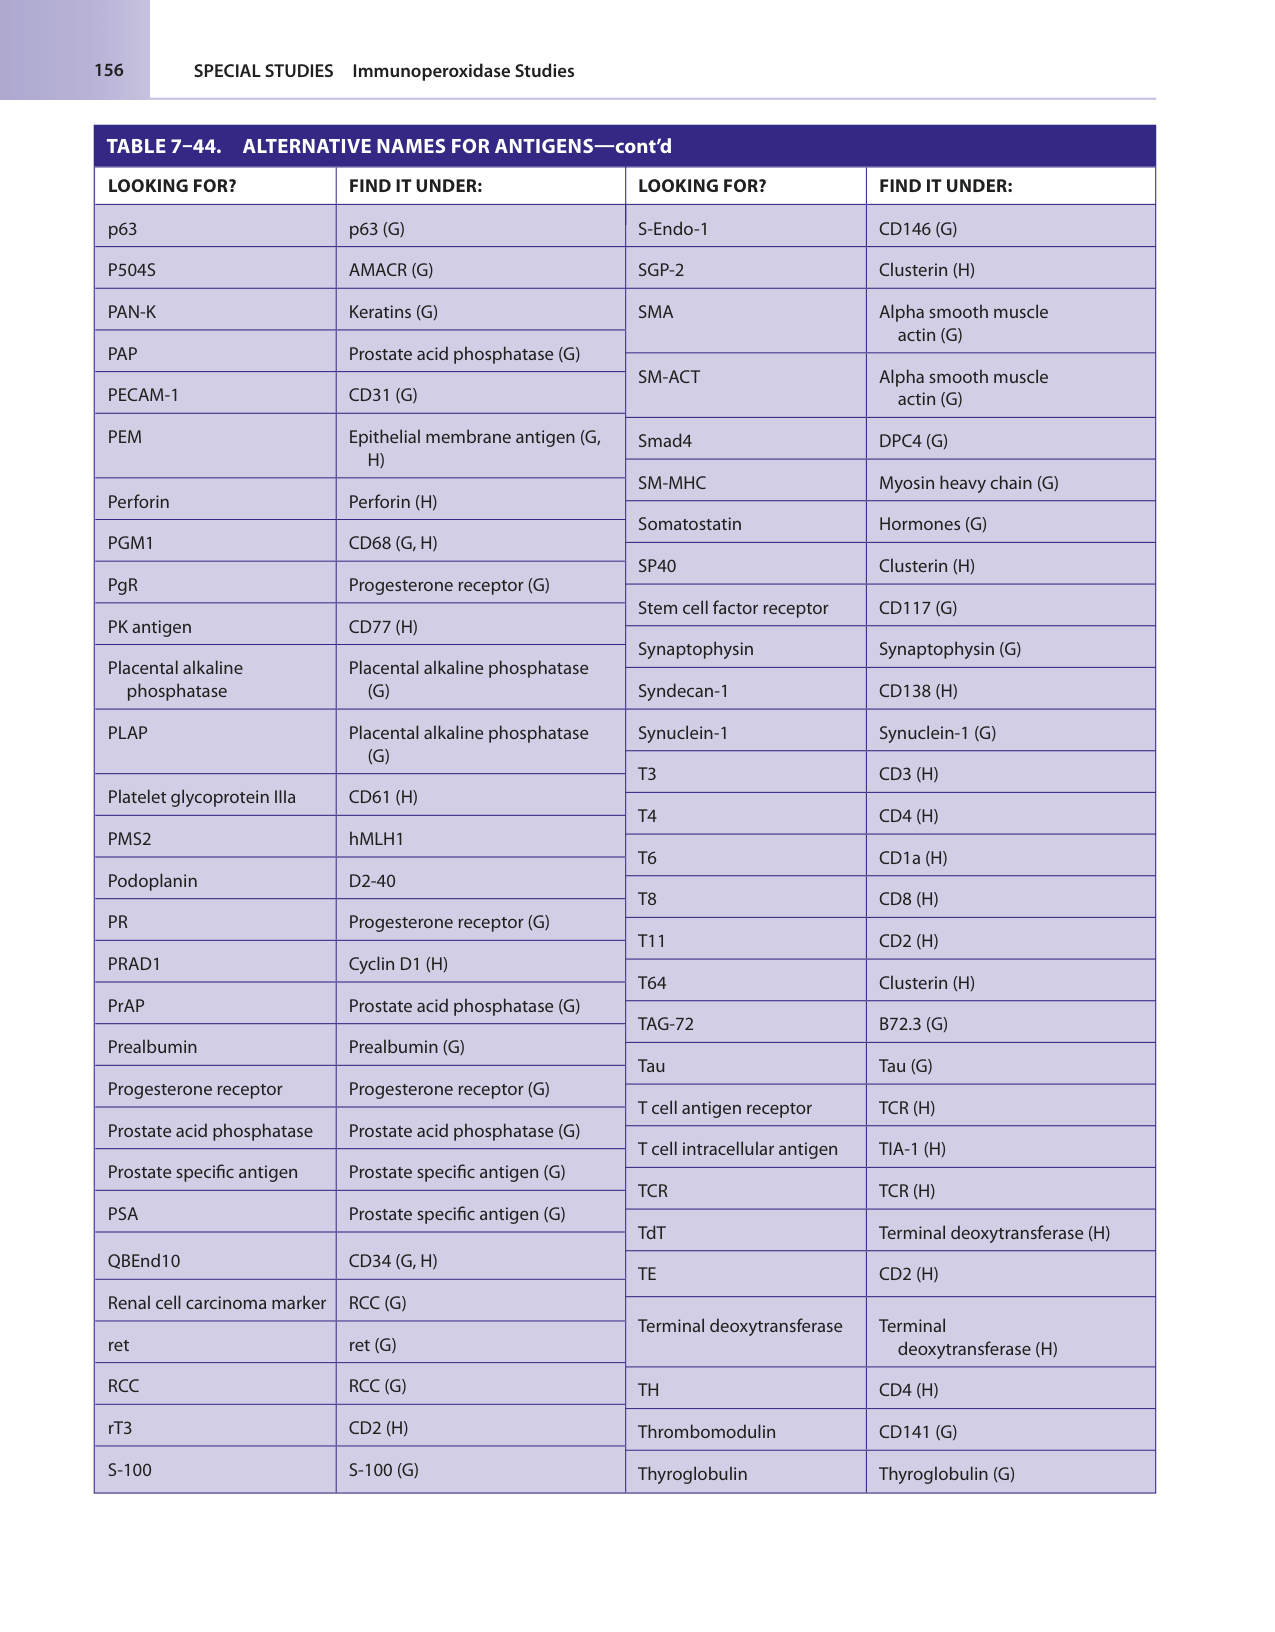 156
SPECIAL STUDIES Immunoperoxidase Studies
TABLE 7–44. ALTERNATIVE NAMES FOR ANTIGENS—cont’d
LOOKING FOR?
FIND IT UNDER:
p63
p63 (G)
P504S
AMACR (G)
PAN-K
Keratins (G)
PAP
Prostate acid phosphatase (G)
PECAM-1
CD31 (G)
PEM
Epithelial membrane antigen (G,
H)
Perforin
Perforin (H)
PGM1
CD68 (G, H)
PgR
Progesterone receptor (G)
PK antigen
CD77 (H)
Placental alkaline
phosphatase
Placental alkaline phosphatase
(G)
PLAP
Placental alkaline phosphatase
(G)
Platelet glycoprotein IIIa
CD61 (H)
PMS2
hMLH1
Podoplanin
D2-40
PR
Progesterone receptor (G)
PRAD1
Cyclin D1 (H)
PrAP
Prostate acid phosphatase (G)
Prealbumin
Prealbumin (G)
Progesterone receptor
Progesterone receptor (G)
Prostate acid phosphatase
Prostate acid phosphatase (G)
Prostate specific antigen
Prostate specific antigen (G)
PSA
Prostate specific antigen (G)
QBEnd10
CD34 (G, H)
Renal cell carcinoma marker
RCC (G)
ret
ret (G)
RCC
RCC (G)
rT3
CD2 (H)
S-100
S-100 (G)
LOOKING FOR?
FIND IT UNDER:
S-Endo-1
CD146 (G)
SGP-2
Clusterin (H)
SMA
Alpha smooth muscle
actin (G)
SM-ACT
Alpha smooth muscle
actin (G)
Smad4
DPC4 (G)
SM-MHC
Myosin heavy chain (G)
Somatostatin
Hormones (G)
SP40
Clusterin (H)
Stem cell factor receptor
CD117 (G)
Synaptophysin
Synaptophysin (G)
Syndecan-1
CD138 (H)
Synuclein-1
Synuclein-1 (G)
T3
CD3 (H)
T4
CD4 (H)
T6
CD1a (H)
T8
CD8 (H)
T11
CD2 (H)
T64
Clusterin (H)
TAG-72
B72.3 (G)
Tau
Tau (G)
T cell antigen receptor
TCR (H)
T cell intracellular antigen
TIA-1 (H)
TCR
TCR (H)
TdT
Terminal deoxytransferase (H)
TE
CD2 (H)
Terminal deoxytransferase
Terminal
deoxytransferase (H)
TH
CD4 (H)
Thrombomodulin
CD141 (G)
Thyroglobulin
Thyroglobulin (G)